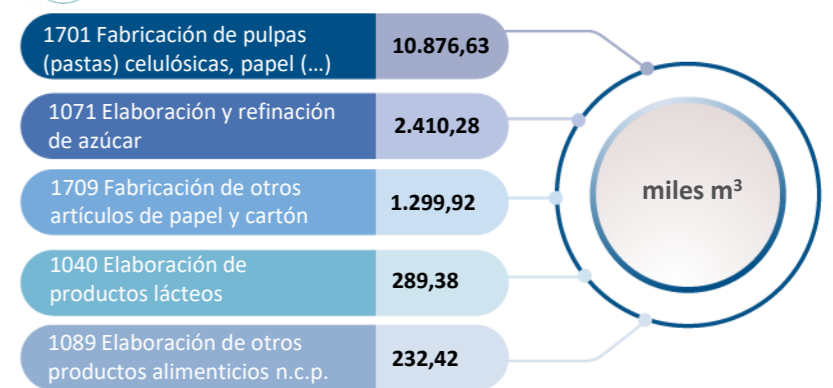 1701 Fabricación de pulpas
(pastas) celulósicas, papel (…)
10.876,63
1071 Elaboración y refinación
de azúcar
2.410,28
1709 Fabricación de otros
artículos de papel y cartón
1.299,92
1040 Elaboración de
productos lácteos
289,38
1089 Elaboración de otros
productos alimenticios n.c.p.
232,42
miles m³